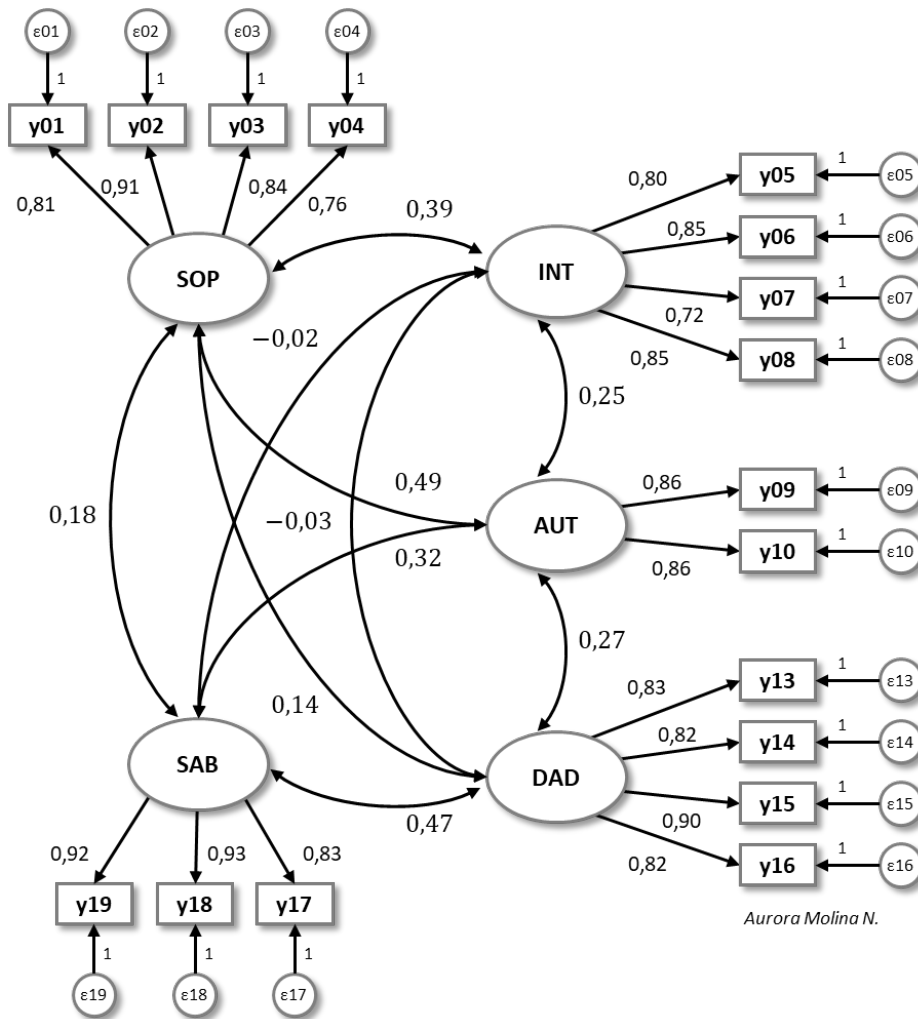 ε01 ε02 ε03 ε04
1 1 1 1
y01 y02 y03 y04
0,81 0,91 0,84 0,76
SOP
0,39
INT
0,80 y05 1 ε05
0,85 y06 1 ε06
y07 1 ε07
0,72
y08 1 ε08
0,85
−0,02
0,25
0,18
0,49
−0,03
0,32
AUT
0,86 y09 1 ε09
y10 1 ε10
0,86
0,27
0,14
SAB
0,47
DAD
0,83 y13 1 ε13
0,82 y14 1 ε14
y15 1 ε15
0,90
y16 1 ε16
0,82
0,92 0,93 0,83
y19 y18 y17
1 1 1
ε19 ε18 ε17
Aurora Molina N.